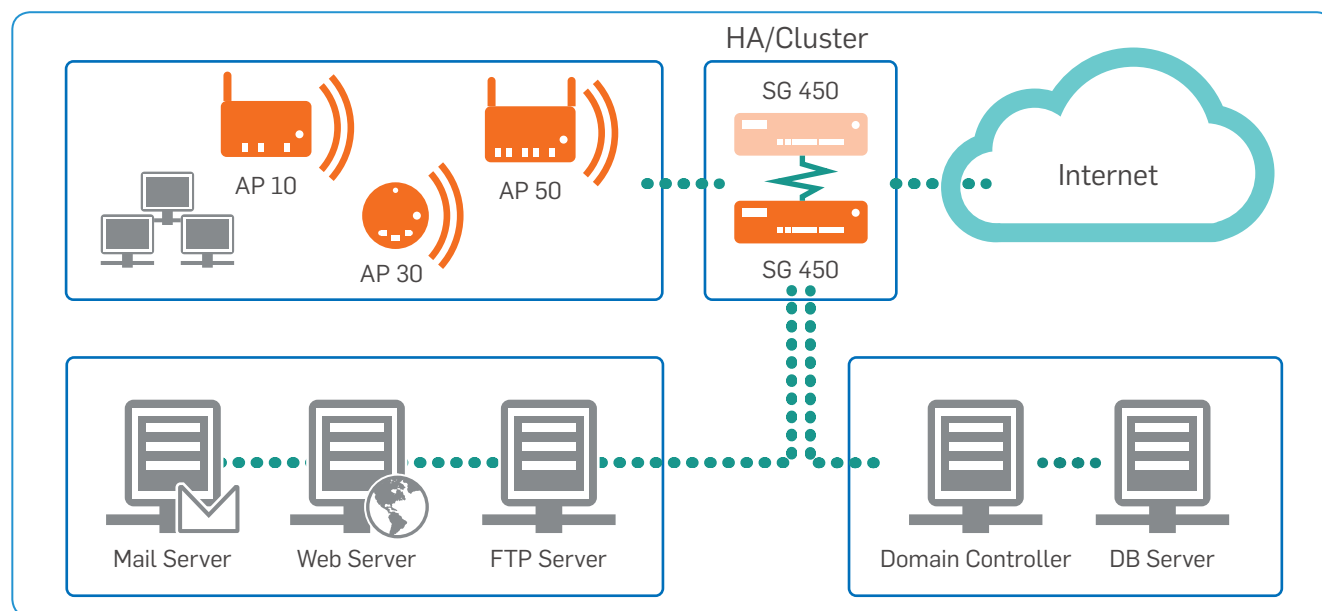 HA/Cluster
SG 450
AP 10
AP 50
AP 30
SG 450
Internet
Mail Server
Web Server
FTP Server
Domain Controller
DB Server